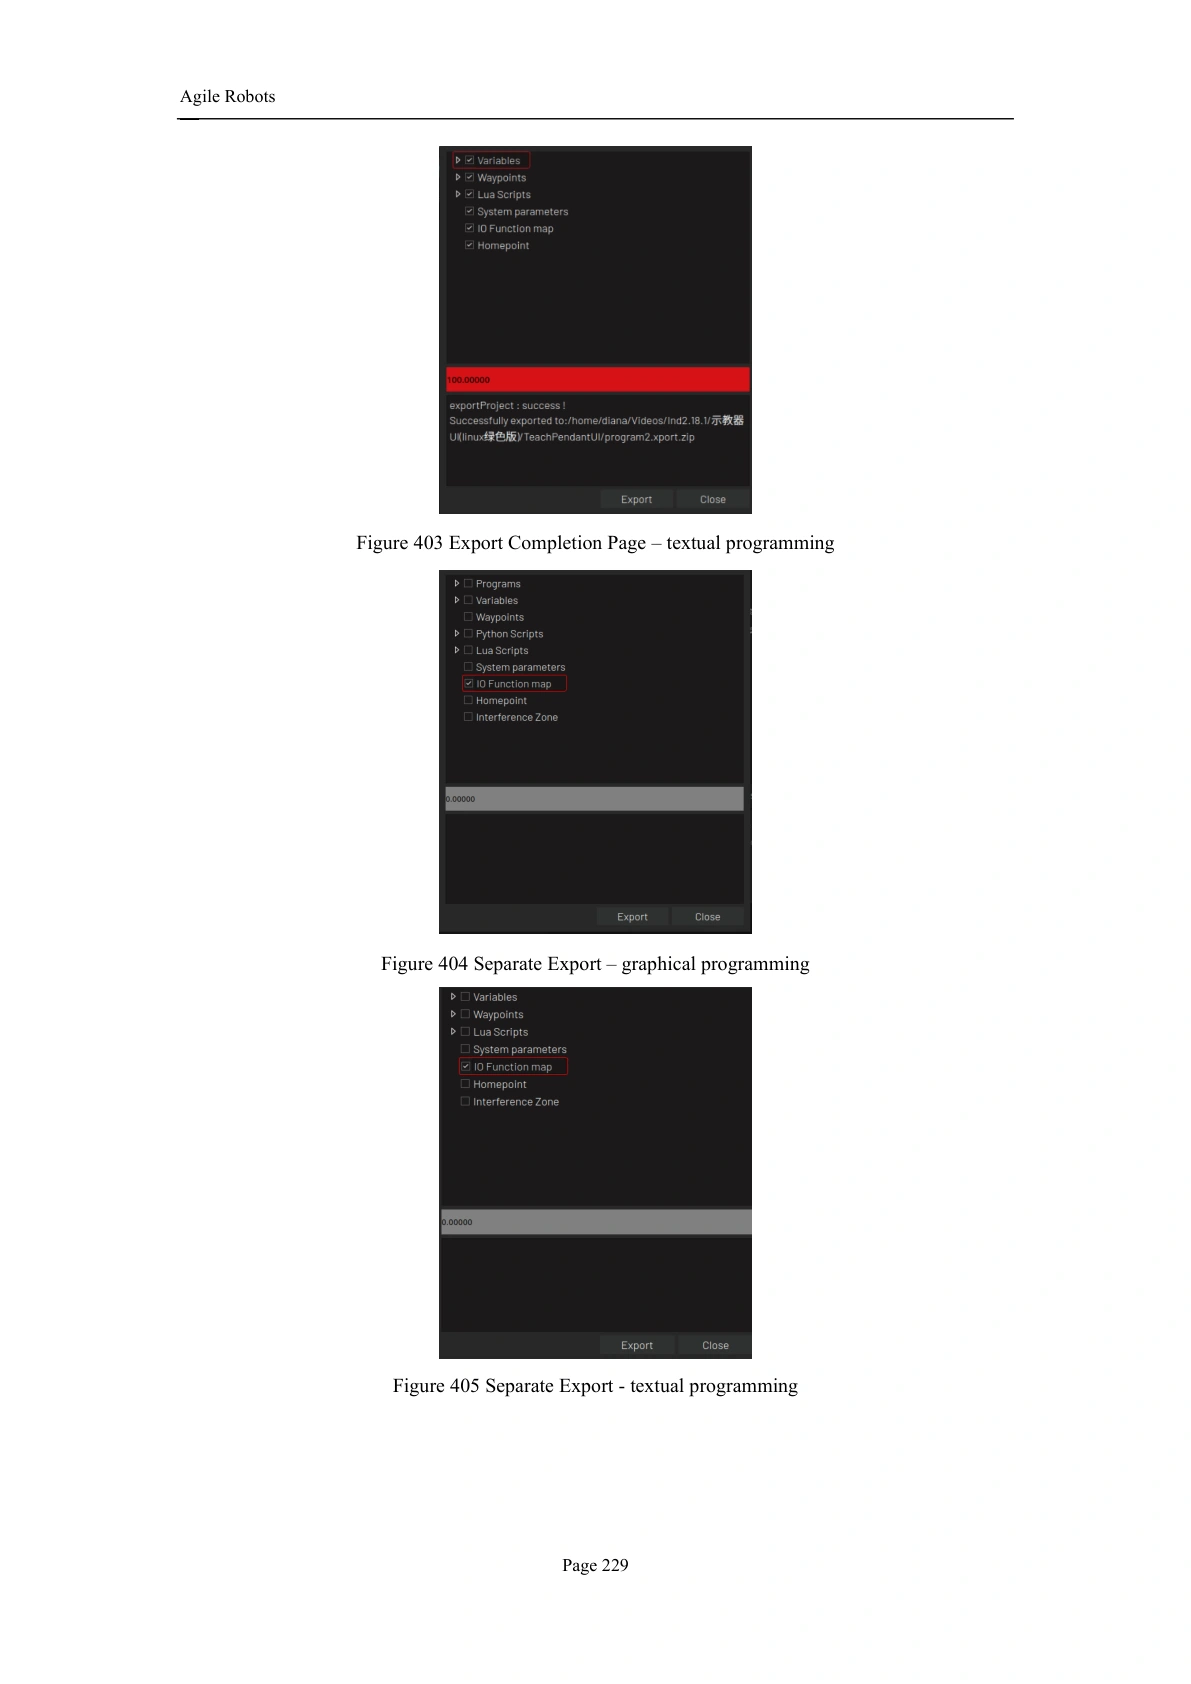 Agile Robots
Variables
Waypoints
Lua Scripts
System parameters
IO Function map
Homepoint
100.00000
exportProject : success !
Successfully exported to:/home/diana/Videos/Ind2.18.1/示教器
UI(linux绿色版)/TeachPendantUI/program2.xport.zip
Export Close
Figure 403 Export Completion Page – textual programming
Programs
Variables
Waypoints
Python Scripts
Lua Scripts
System parameters
IO Function map
Homepoint
Interference Zone
0.00000
Export Close
Figure 404 Separate Export – graphical programming
Variables
Waypoints
Lua Scripts
System parameters
IO Function map
Homepoint
Interference Zone
0.00000
Export Close
Figure 405 Separate Export - textual programming
Page 229